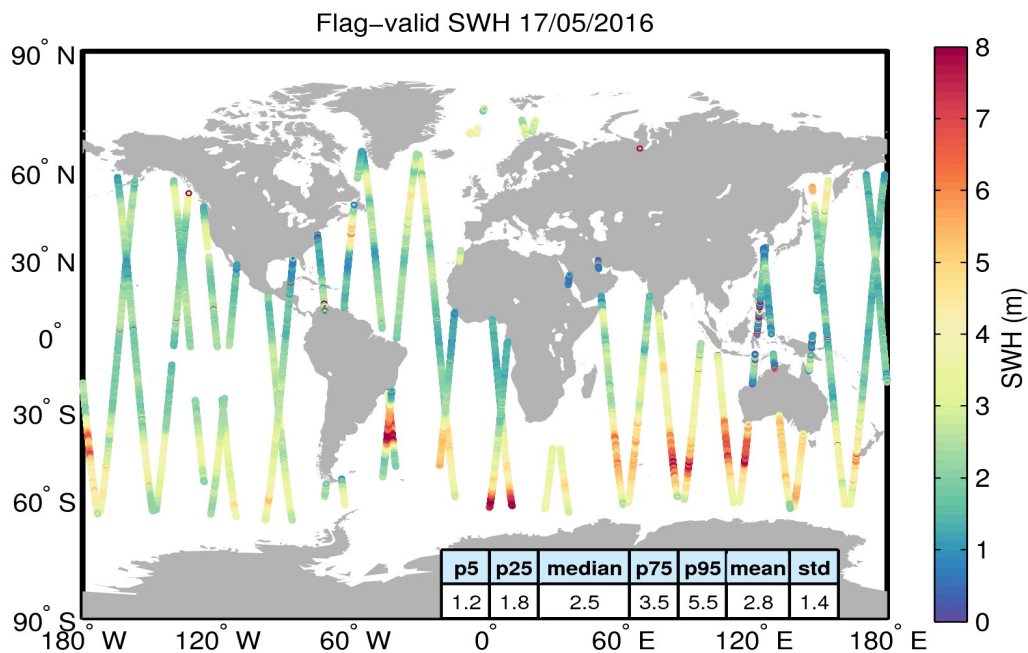 Flag−valid SWH 17/05/2016
90° N
60° N
30° N
0°
30° S
60° S
90° S
180° W
120° W
60° W
0°
60° E
120° E
180° E
p5 p25 median p75 p95 mean std
1.2 1.8 2.5 3.5 5.5 2.8 1.4
8
7
6
5
4
3
2
1
0
SWH (m)